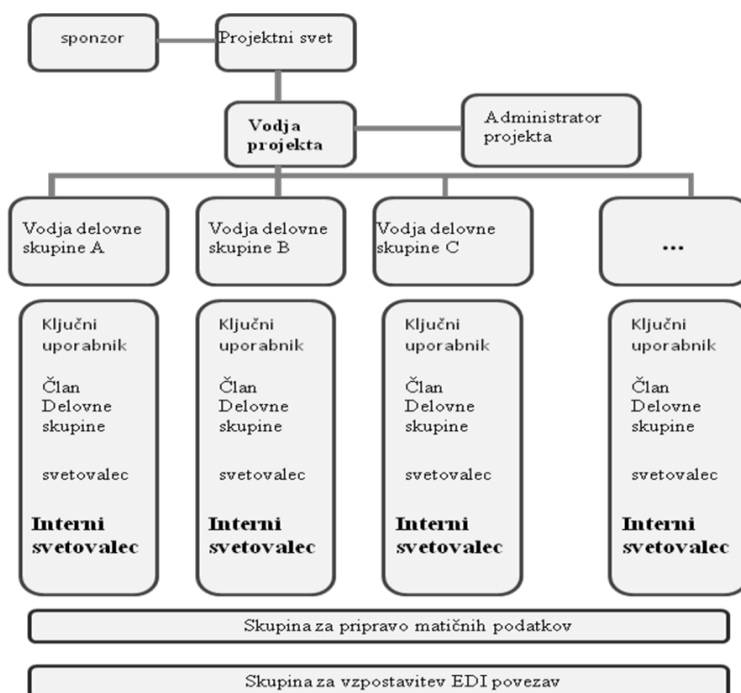 sponzor
Projektni svet
Vodja
projekta
Administrator
projekta
Vodja delovne
skupine A
Vodja delovne
skupine B
Vodja delovne
skupine C
...
Ključni
uporabnik
Član
Delovne
skupine
svetovalec
Interni
svetovalec
Ključni
uporabnik
Član
Delovne
skupine
svetovalec
Interni
svetovalec
Ključni
uporabnik
Član
Delovne
skupine
svetovalec
Interni
svetovalec
Ključni
uporabnik
Član
Delovne
skupine
svetovalec
Interni
svetovalec
Skupina za pripravo matičnih podatkov
Skupina za vzpostavitev EDI povezav